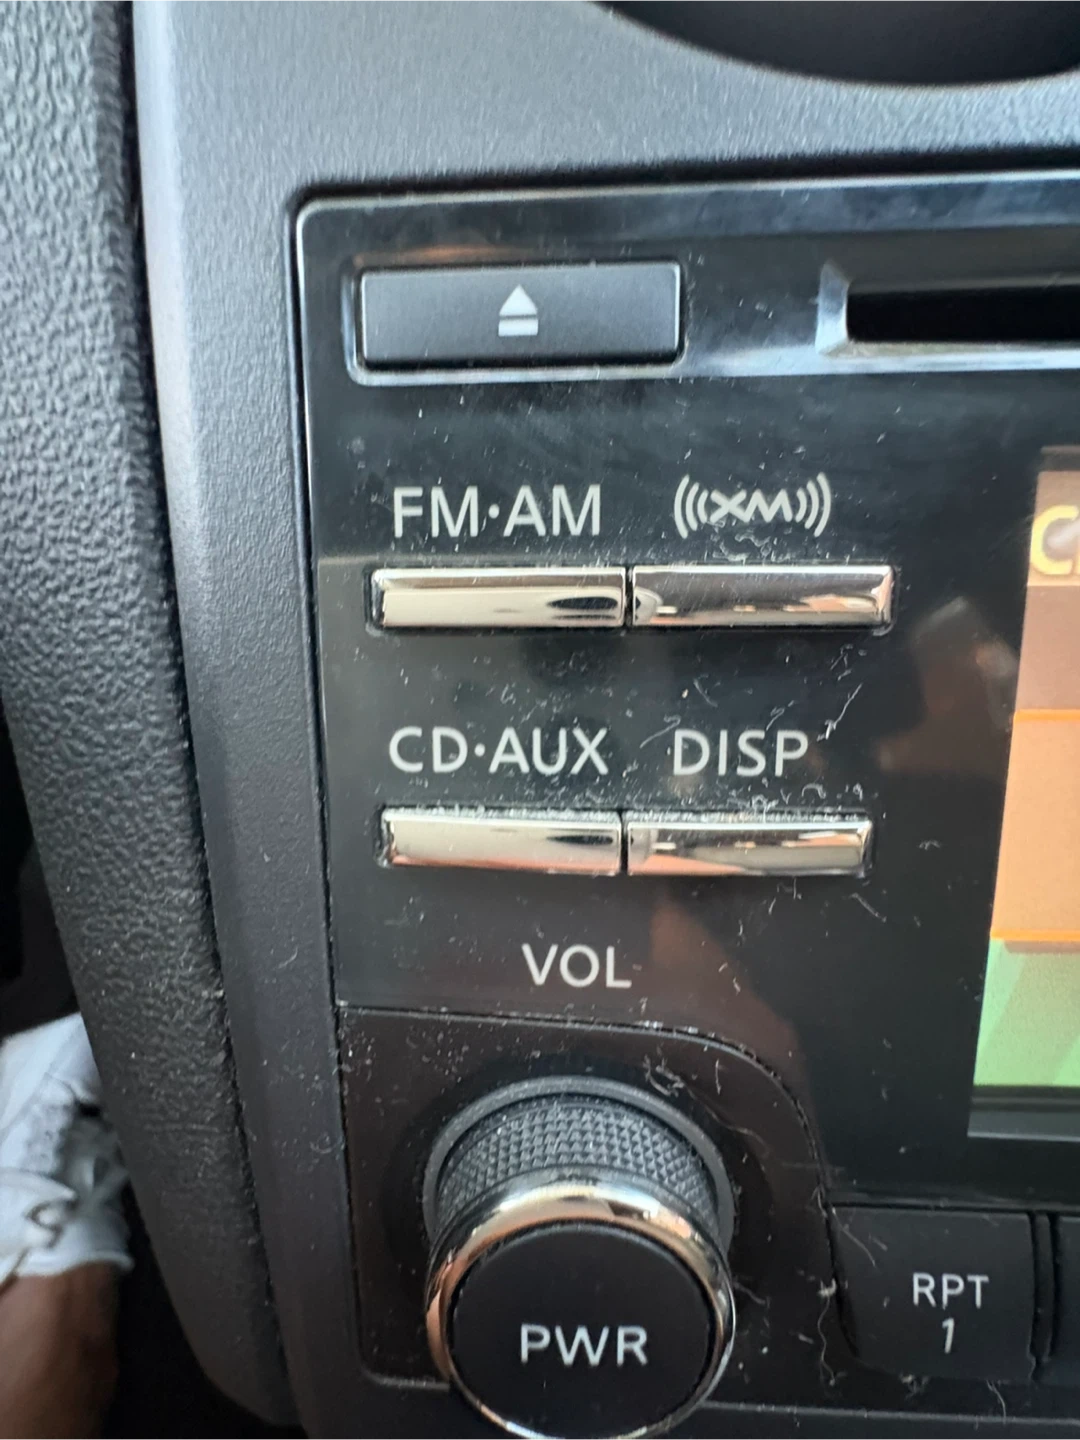 FM·AM
XM
CD·AUX
DISP
VOL
PWR
RPT
1